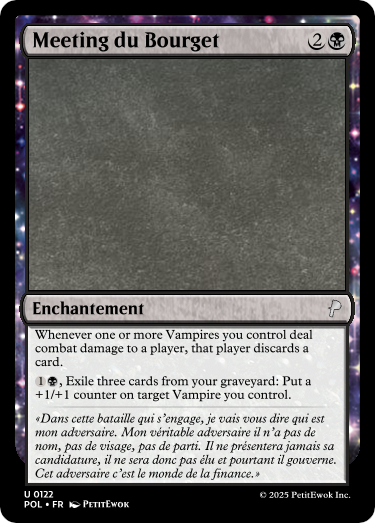 Meeting du Bourget
2
Enchantement
Whenever one or more Vampires you control deal
combat damage to a player, that player discards a
card.
1 , Exile three cards from your graveyard: Put a
+1/+1 counter on target Vampire you control.
«Dans cette bataille qui s'engage, je vais vous dire qui est
mon adversaire. Mon véritable adversaire il n'a pas de
nom, pas de visage, pas de parti. Il ne présentera jamais sa
candidature, il ne sera donc pas élu et pourtant il gouverne.
Cet adversaire c'est le monde de la finance.»
U 0122
POL • FR PetitEwok
© 2025 PetitEwok Inc.